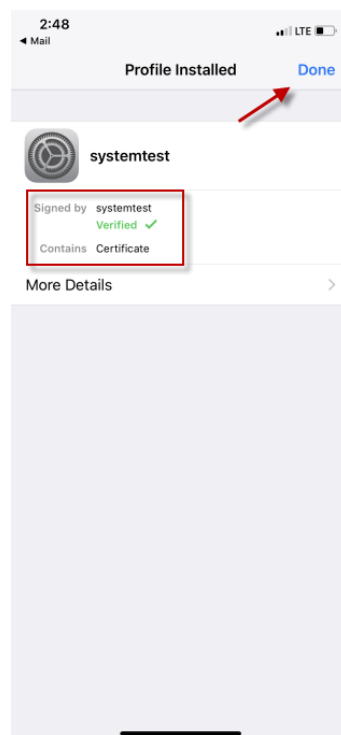 2:48
LTE
◀ Mail
Profile Installed
Done
systemtest
Signed by systemtest
Verified ✓
Contains Certificate
More Details